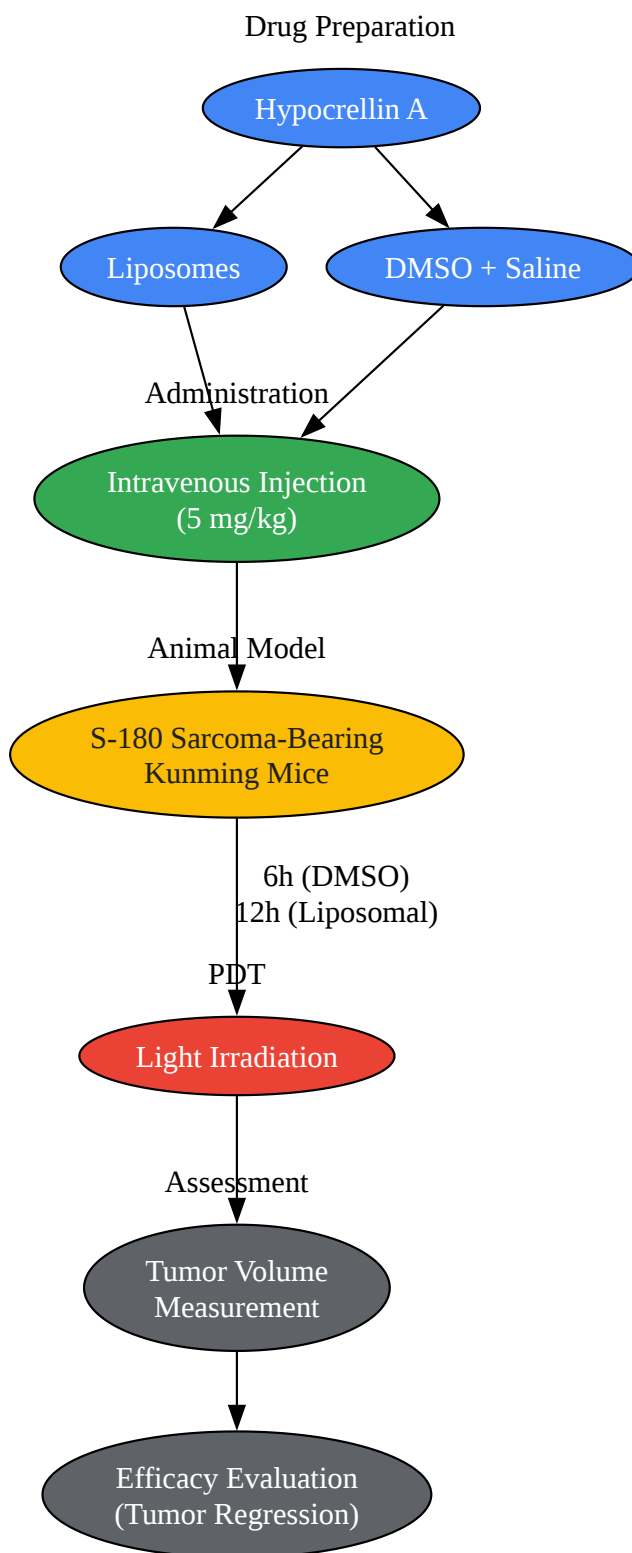 Drug Preparation
Hypocrellin A
Liposomes
DMSO + Saline
Administration
Intravenous Injection
(5 mg/kg)
Animal Model
S-180 Sarcoma-Bearing
Kunming Mice
6h (DMSO)
12h (Liposomal)
PDT
Light Irradiation
Assessment
Tumor Volume
Measurement
Efficacy Evaluation
(Tumor Regression)